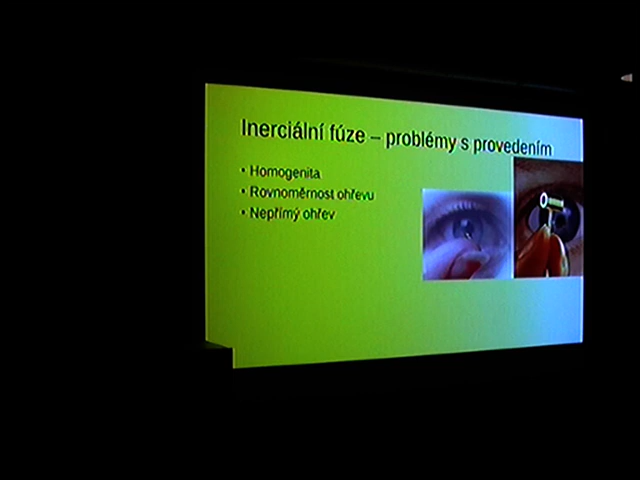 Inerciální fúze – problémy s provedením
• Homogenita
• Rovnoměrnost ohřevu
• Nepřímý ohřev